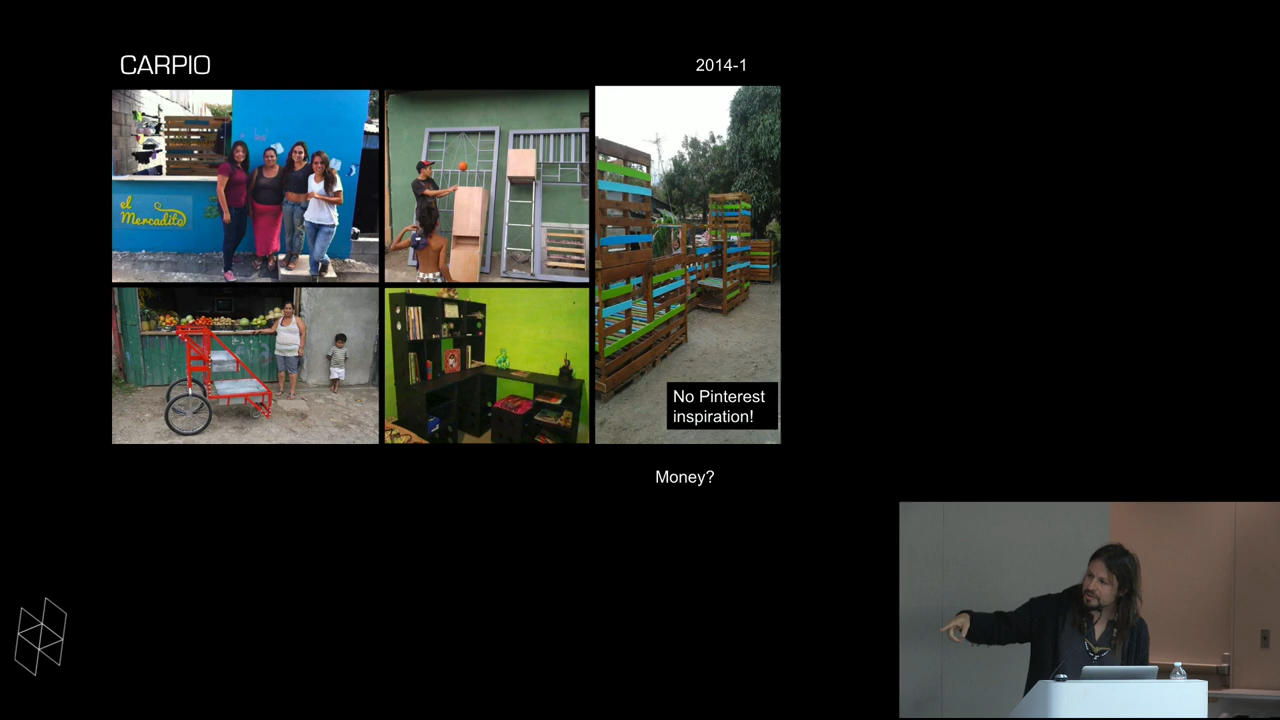 CARPIO
2014-1
el
Mercadito
No Pinterest
inspiration!
Money?